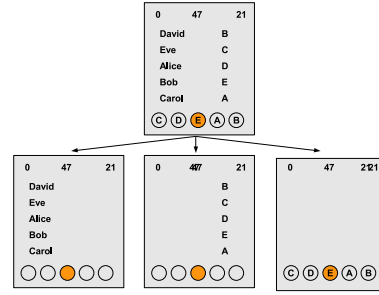 0 47 21
David B
Eve C
Alice D
Bob E
Carol A
C D E A B
0 47 21
David
Eve
Alice
Bob
Carol
0 47 21
B
C
D
E
A
0 47 21
C D E A B